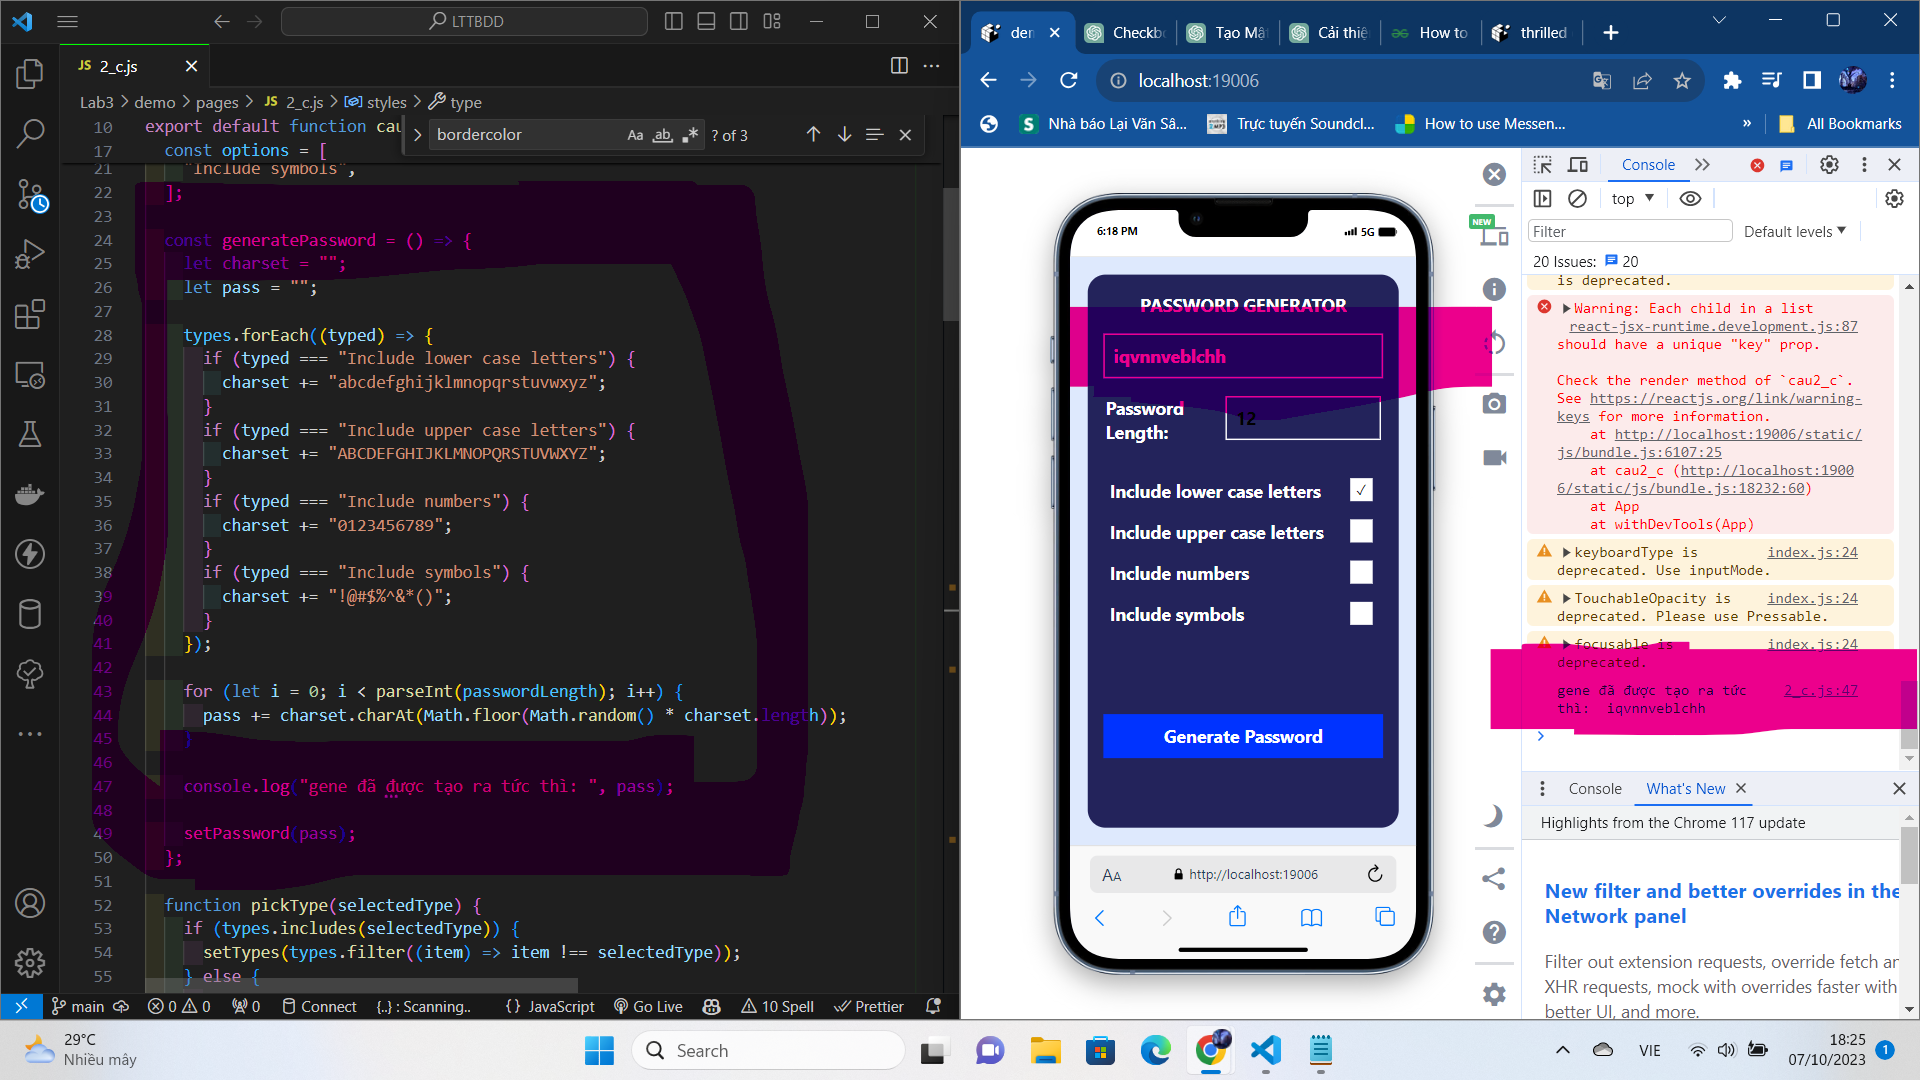 LTTBDD
JS 2_c.js
Lab3 > demo > pages > JS 2_c.js > styles > type
bordercolor
Aa ab ? of 3
10 export default function cau
17 const options = [
21 "Include symbols",
22 ];
23
24 const generatePassword = () => {
25 let charset = "";
26 let pass = "";
27
28 types.forEach((typed) => {
29 if (typed === "Include lower case letters") {
30 charset += "abcdefghijklmnopqrstuvwxyz";
31 }
32 if (typed === "Include upper case letters") {
33 charset += "ABCDEFGHIJKLMNOPQRSTUVWXYZ";
34 }
35 if (typed === "Include numbers") {
36 charset += "0123456789";
37 }
38 if (typed === "Include symbols") {
39 charset += "!@#$%^&*()";
40 }
41 });
42
43 for (let i = 0; i < parseInt(passwordLength); i++) {
44 pass += charset.charAt(Math.floor(Math.random() * charset.length));
45 }
46
47 console.log("gene đã được tạo ra tức thì: ", pass);
48
49 setPassword(pass);
50 };
51
52 function pickType(selectedType) {
53 if (types.includes(selectedType)) {
54 setTypes(types.filter((item) => item !== selectedType));
55 } else {
main 0 0 0 Connect {..} : Scanning.. {} JavaScript Go Live 10 Spell Prettier
den
Checkb
Tạo Mậ
Cải thiệ
How to
thrilled
localhost:19006
Nhà báo Lại Văn Sâ...
Trực tuyến Soundcl...
How to use Messen...
»
All Bookmarks
NEW
6:18 PM
5G
PASSWORD GENERATOR
iqvnnveblchh
Password Length:
12
Include lower case letters ✓
Include upper case letters
Include numbers
Include symbols
Generate Password
AA http://localhost:19006
Console
top
Filter
Default levels
20 Issues: 20
is deprecated.
Warning: Each child in a list
react-jsx-runtime.development.js:87
should have a unique "key" prop.
Check the render method of `cau2_c`.
See https://reactjs.org/link/warning-
keys for more information.
at http://localhost:19006/static/
js/bundle.js:6107:25
at cau2_c (http://localhost:1900
6/static/js/bundle.js:18232:60)
at App
at withDevTools(App)
keyboardType is index.js:24
deprecated. Use inputMode.
TouchableOpacity is index.js:24
deprecated. Please use Pressable.
focusable is index.js:24
deprecated.
gene đã được tạo ra tức 2_c.js:47
thì: iqvnnveblchh
Console What's New
Highlights from the Chrome 117 update
New filter and better overrides in the
Network panel
Filter out extension requests, override fetch an
XHR requests, mock with overrides faster with
better UI, and more.
29°C
Nhiều mây
Search
VIE
18:25
07/10/2023
1